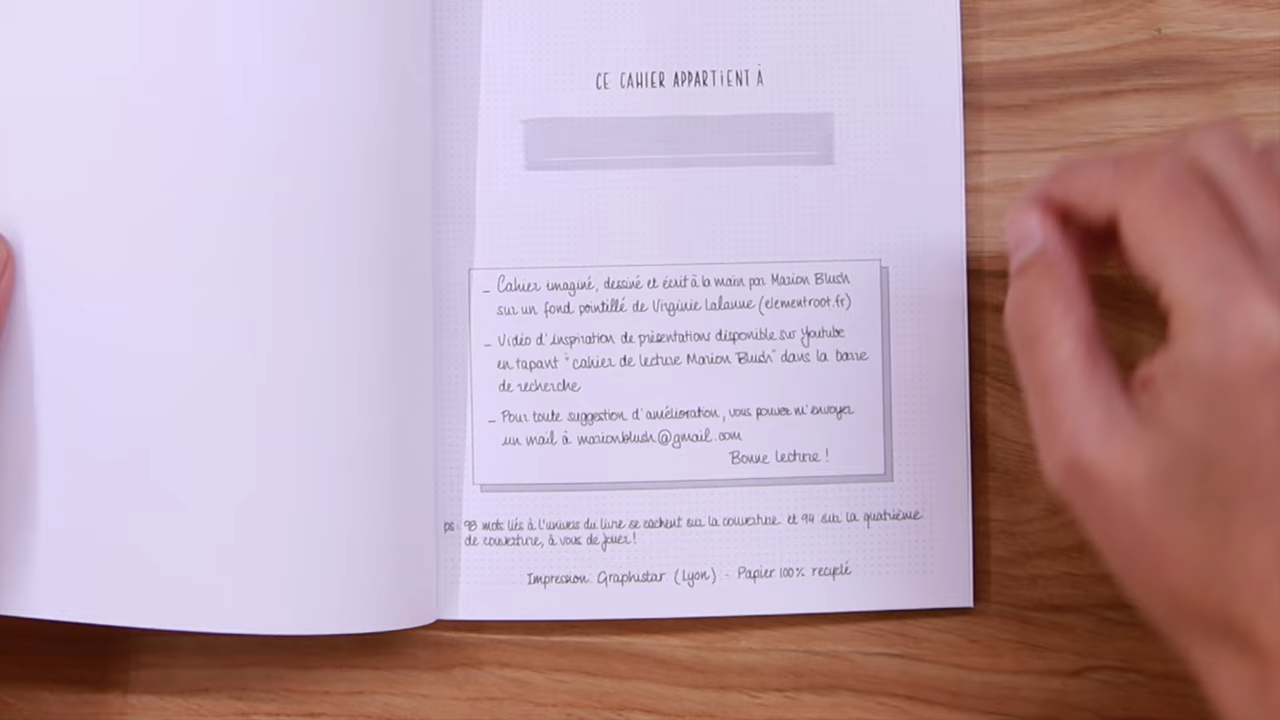 CE CAHIER APPARTIENT À
_ Cahier imaginé, dessiné et écrit à la main par Marion Blush
sur un fond pointillé de Virginie Lalanne (elementroot.fr)
_ Vidéo d'inspiration de présentations disponible sur Youtube
en tapant "cahier de lecture Marion Blush" dans la barre
de recherche
_ Pour toute suggestion d'amélioration, vous pouvez m'envoyer
un mail à marionblush@gmail.com
Bonne lecture !
ps : 93 mots liés à l'univers du livre se cachent sur la couverture et 94 sur la quatrième
de couverture, à vous de jouer !
Impression: Graphistar (Lyon) - Papier 100% recyclé